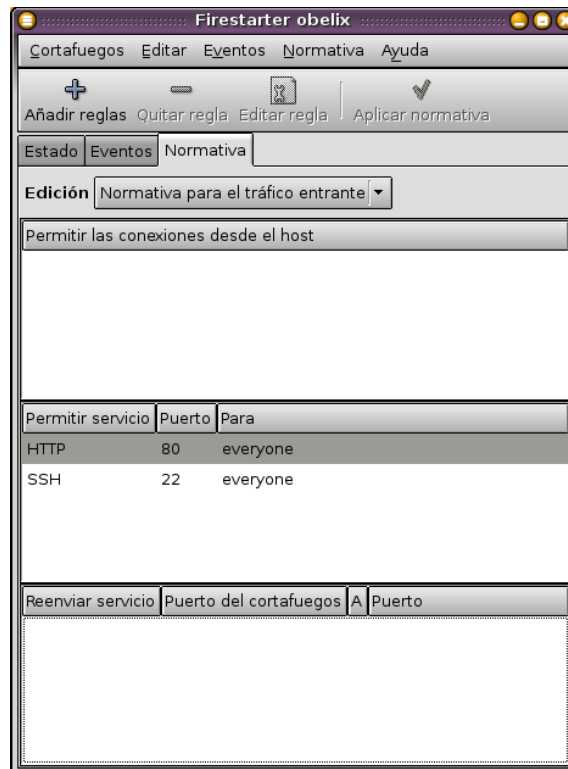 Firestarter obelix
Cortafuegos Editar Eventos Normativa Ayuda
Añadir reglas Quitar regla Editar regla Aplicar normativa
Estado Eventos Normativa
Edición Normativa para el tráfico entrante
Permitir las conexiones desde el host
Permitir servicio Puerto Para
HTTP 80 everyone
SSH 22 everyone
Reenviar servicio Puerto del cortafuegos A Puerto